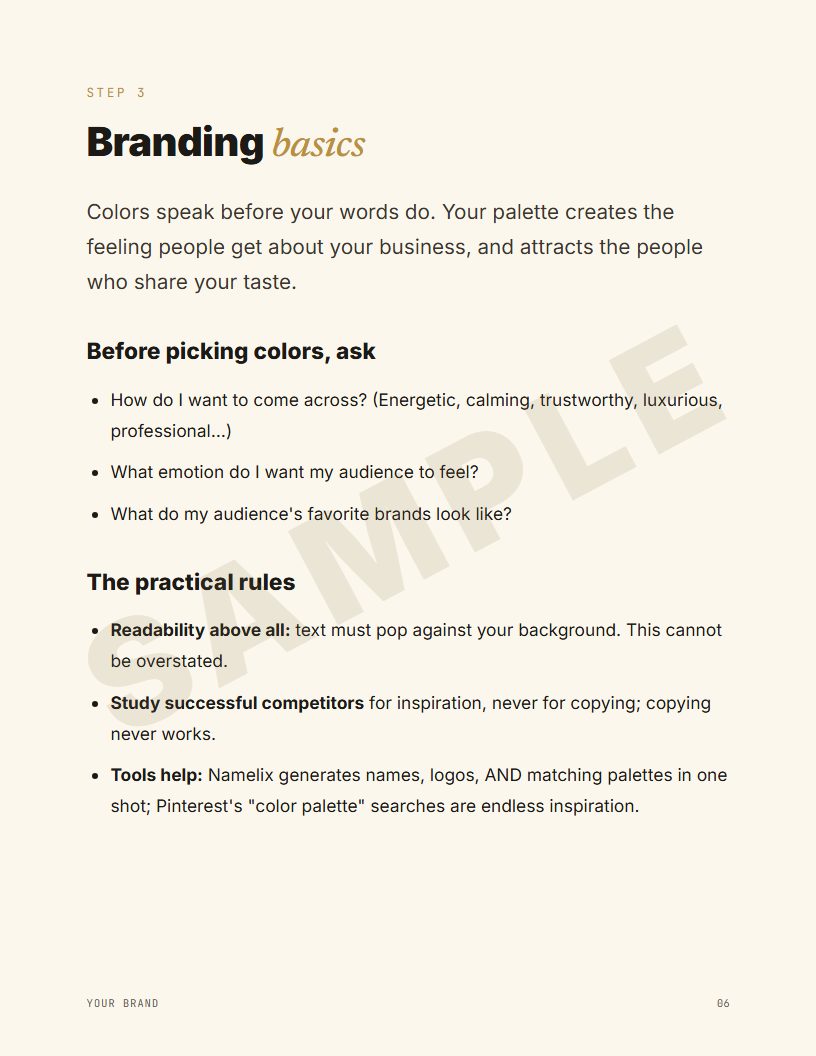 STEP 3
Branding basics
Colors speak before your words do. Your palette creates the
feeling people get about your business, and attracts the people
who share your taste.
Before picking colors, ask
• How do I want to come across? (Energetic, calming, trustworthy, luxurious,
professional...)
• What emotion do I want my audience to feel?
• What do my audience's favorite brands look like?
The practical rules
• Readability above all: text must pop against your background. This cannot
be overstated.
• Study successful competitors for inspiration, never for copying; copying
never works.
• Tools help: Namelix generates names, logos, AND matching palettes in one
shot; Pinterest's "color palette" searches are endless inspiration.
SAMPLE
YOUR BRAND
06